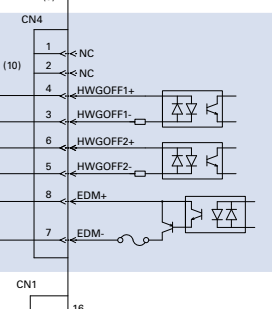 CN4
1 NC
(10)
2 NC
4 HWGOFF1+
3 HWGOFF1-
6 HWGOFF2+
5 HWGOFF2-
8 EDM+
7 EDM-
CN1
16